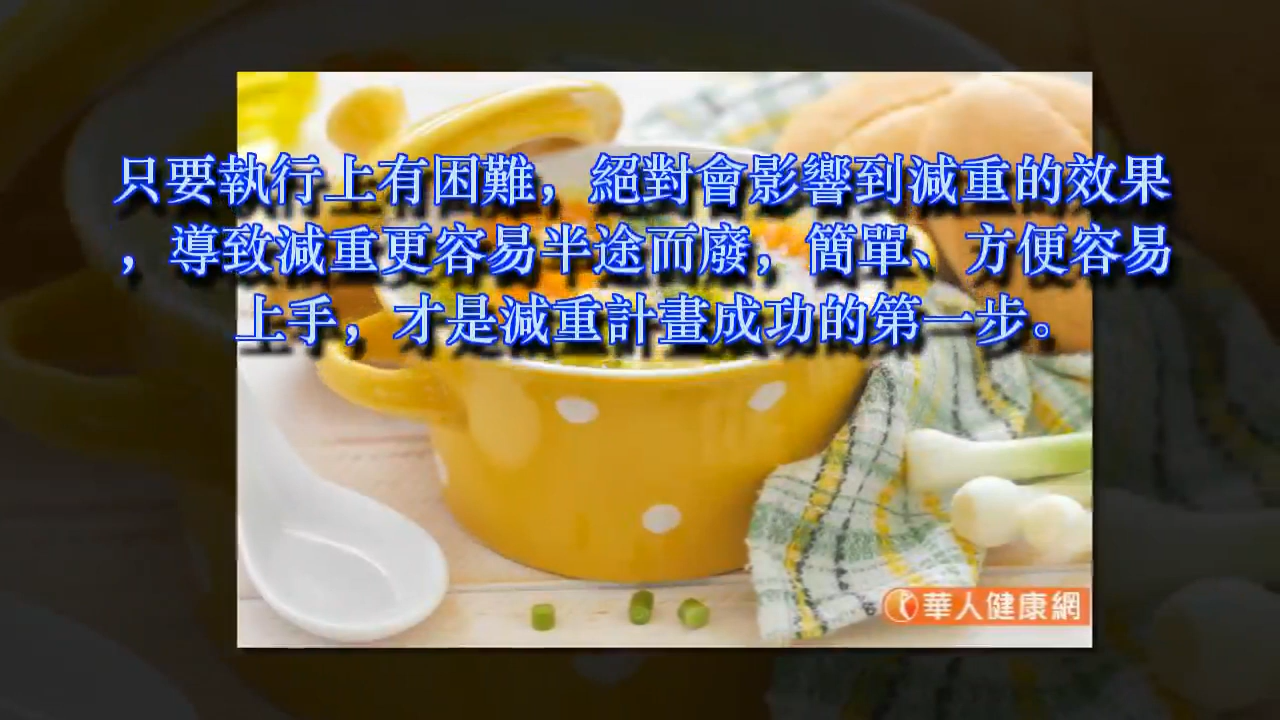 只要執行上有困難，絕對會影響到減重的效果
，導致減重更容易半途而廢，簡單、方便容易
上手，才是減重計畫成功的第一步。
華人健康網